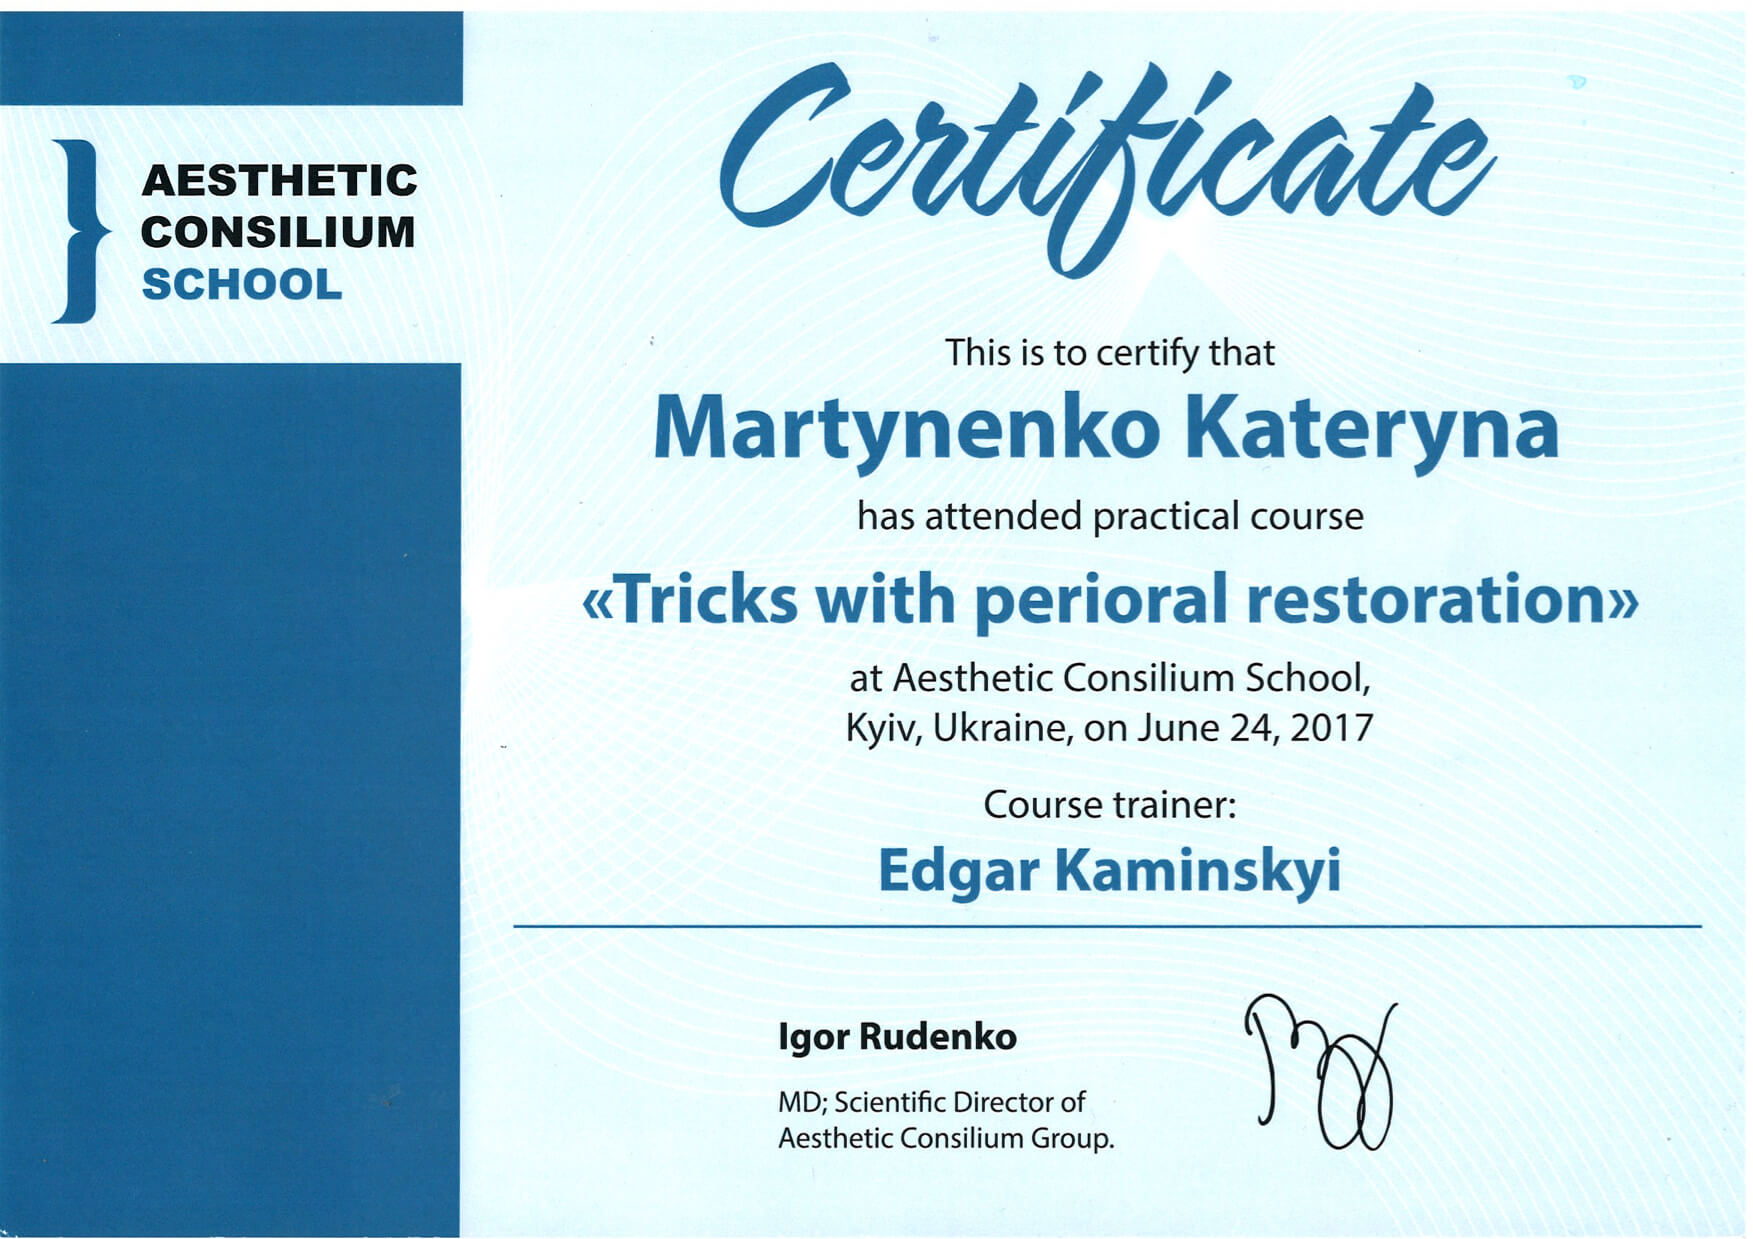 AESTHETIC
CONSILIUM
SCHOOL
Certificate
This is to certify that
Martynenko Kateryna
has attended practical course
«Tricks with perioral restoration»
at Aesthetic Consilium School,
Kyiv, Ukraine, on June 24, 2017
Course trainer:
Edgar Kaminskyi
Igor Rudenko
MD; Scientific Director of
Aesthetic Consilium Group.